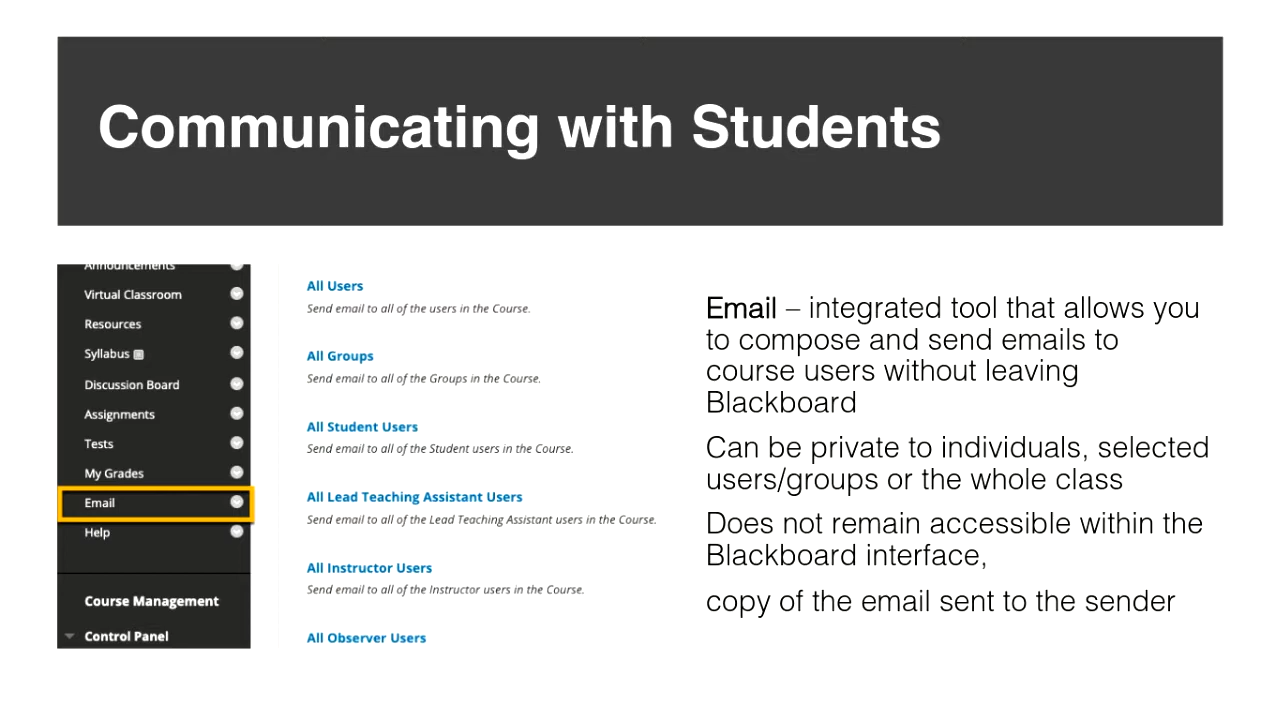 Communicating with Students
Announcements
Virtual Classroom
Resources
Syllabus
Discussion Board
Assignments
Tests
My Grades
Email
Help
Course Management
Control Panel
All Users
Send email to all of the users in the Course.
All Groups
Send email to all of the Groups in the Course.
All Student Users
Send email to all of the Student users in the Course.
All Lead Teaching Assistant Users
Send email to all of the Lead Teaching Assistant users in the Course.
All Instructor Users
Send email to all of the Instructor users in the Course.
All Observer Users
Email – integrated tool that allows you
to compose and send emails to
course users without leaving
Blackboard
Can be private to individuals, selected
users/groups or the whole class
Does not remain accessible within the
Blackboard interface,
copy of the email sent to the sender